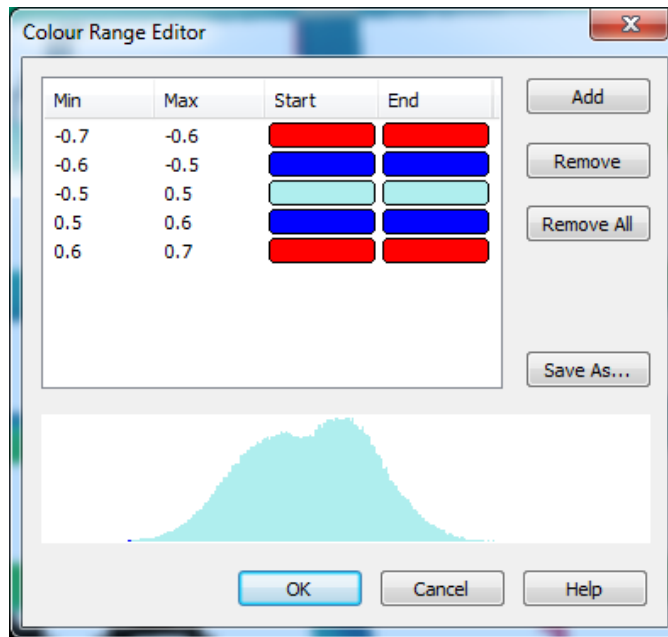 Colour Range Editor
Min Max Start End
-0.7 -0.6
-0.6 -0.5
-0.5 0.5
0.5 0.6
0.6 0.7
Add
Remove
Remove All
Save As...
OK Cancel Help